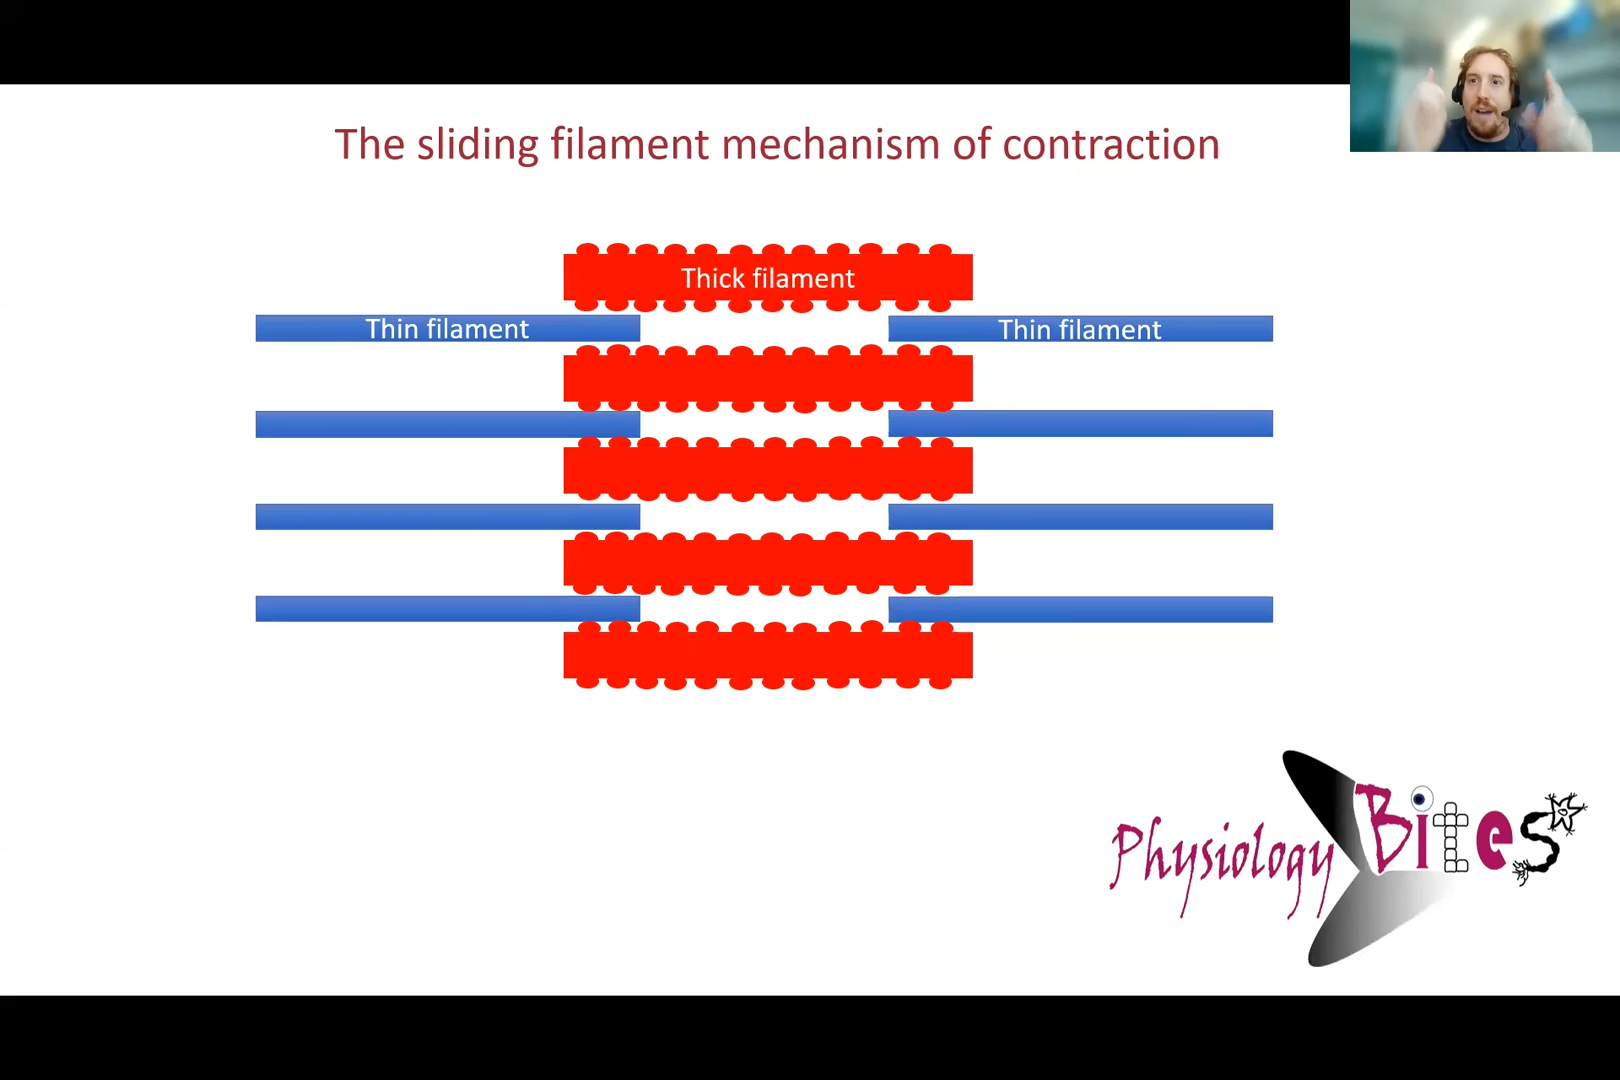 The sliding filament mechanism of contraction
Thick filament
Thin filament
Thin filament
Physiology Bites